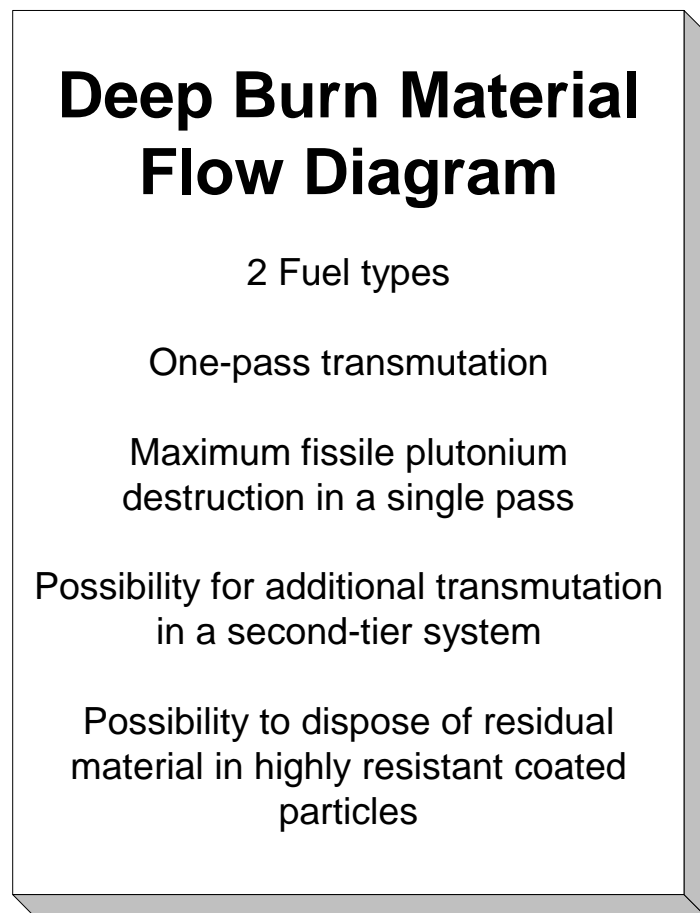 Deep Burn Material
Flow Diagram
2 Fuel types
One-pass transmutation
Maximum fissile plutonium
destruction in a single pass
Possibility for additional transmutation
in a second-tier system
Possibility to dispose of residual
material in highly resistant coated
particles